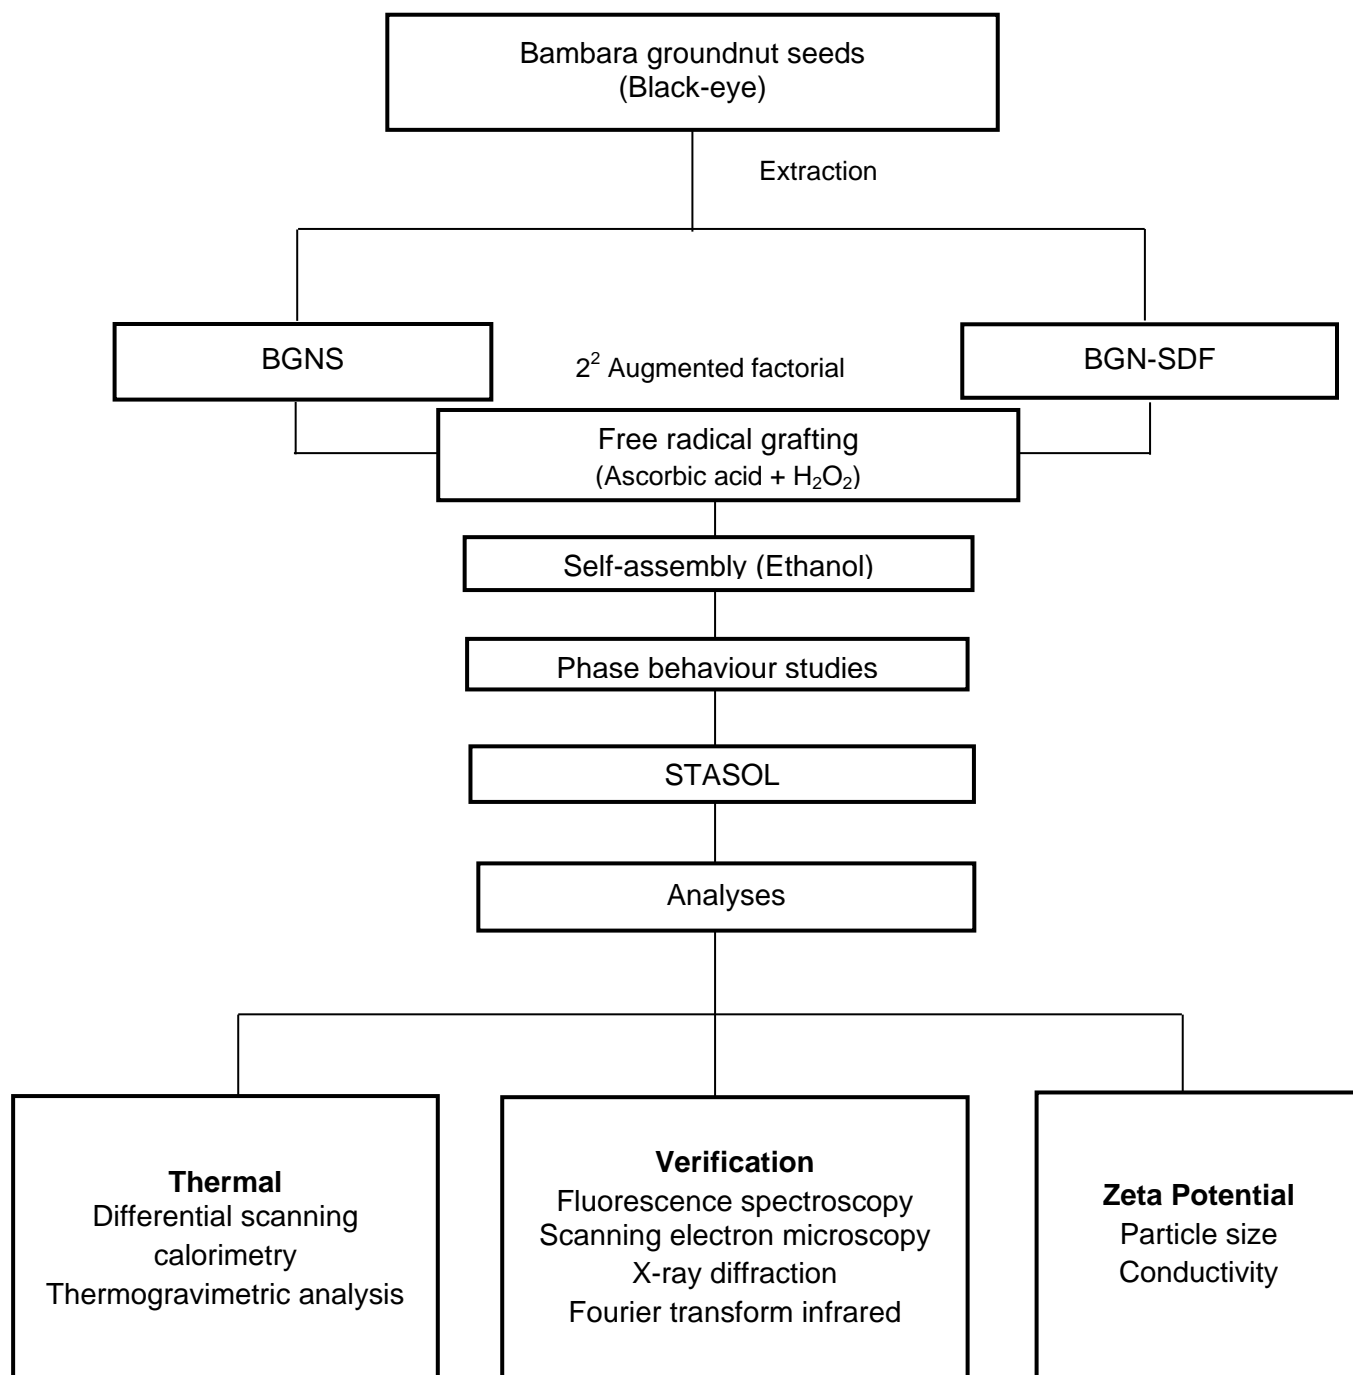 Bambara groundnut seeds
(Black-eye)
Extraction
BGNS
2² Augmented factorial
BGN-SDF
Free radical grafting
(Ascorbic acid + H₂O₂)
Self-assembly (Ethanol)
Phase behaviour studies
STASOL
Analyses
Thermal
Differential scanning
calorimetry
Thermogravimetric analysis
Verification
Fluorescence spectroscopy
Scanning electron microscopy
X-ray diffraction
Fourier transform infrared
Zeta Potential
Particle size
Conductivity